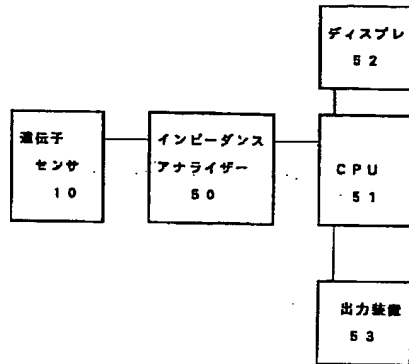 ディスプレ
52
遺伝子
センサ
10
インピーダンス
アナライザー
50
CPU
51
出力装置
53